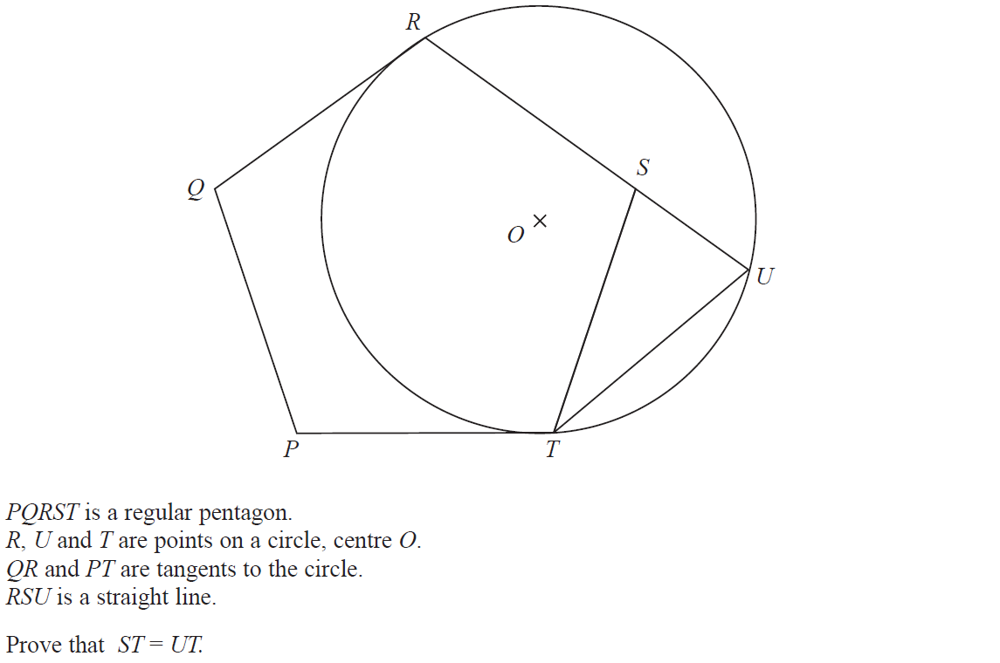 R
S
Q
O
U
P
T
PQRST is a regular pentagon.
R, U and T are points on a circle, centre O.
QR and PT are tangents to the circle.
RSU is a straight line.
Prove that ST = UT.